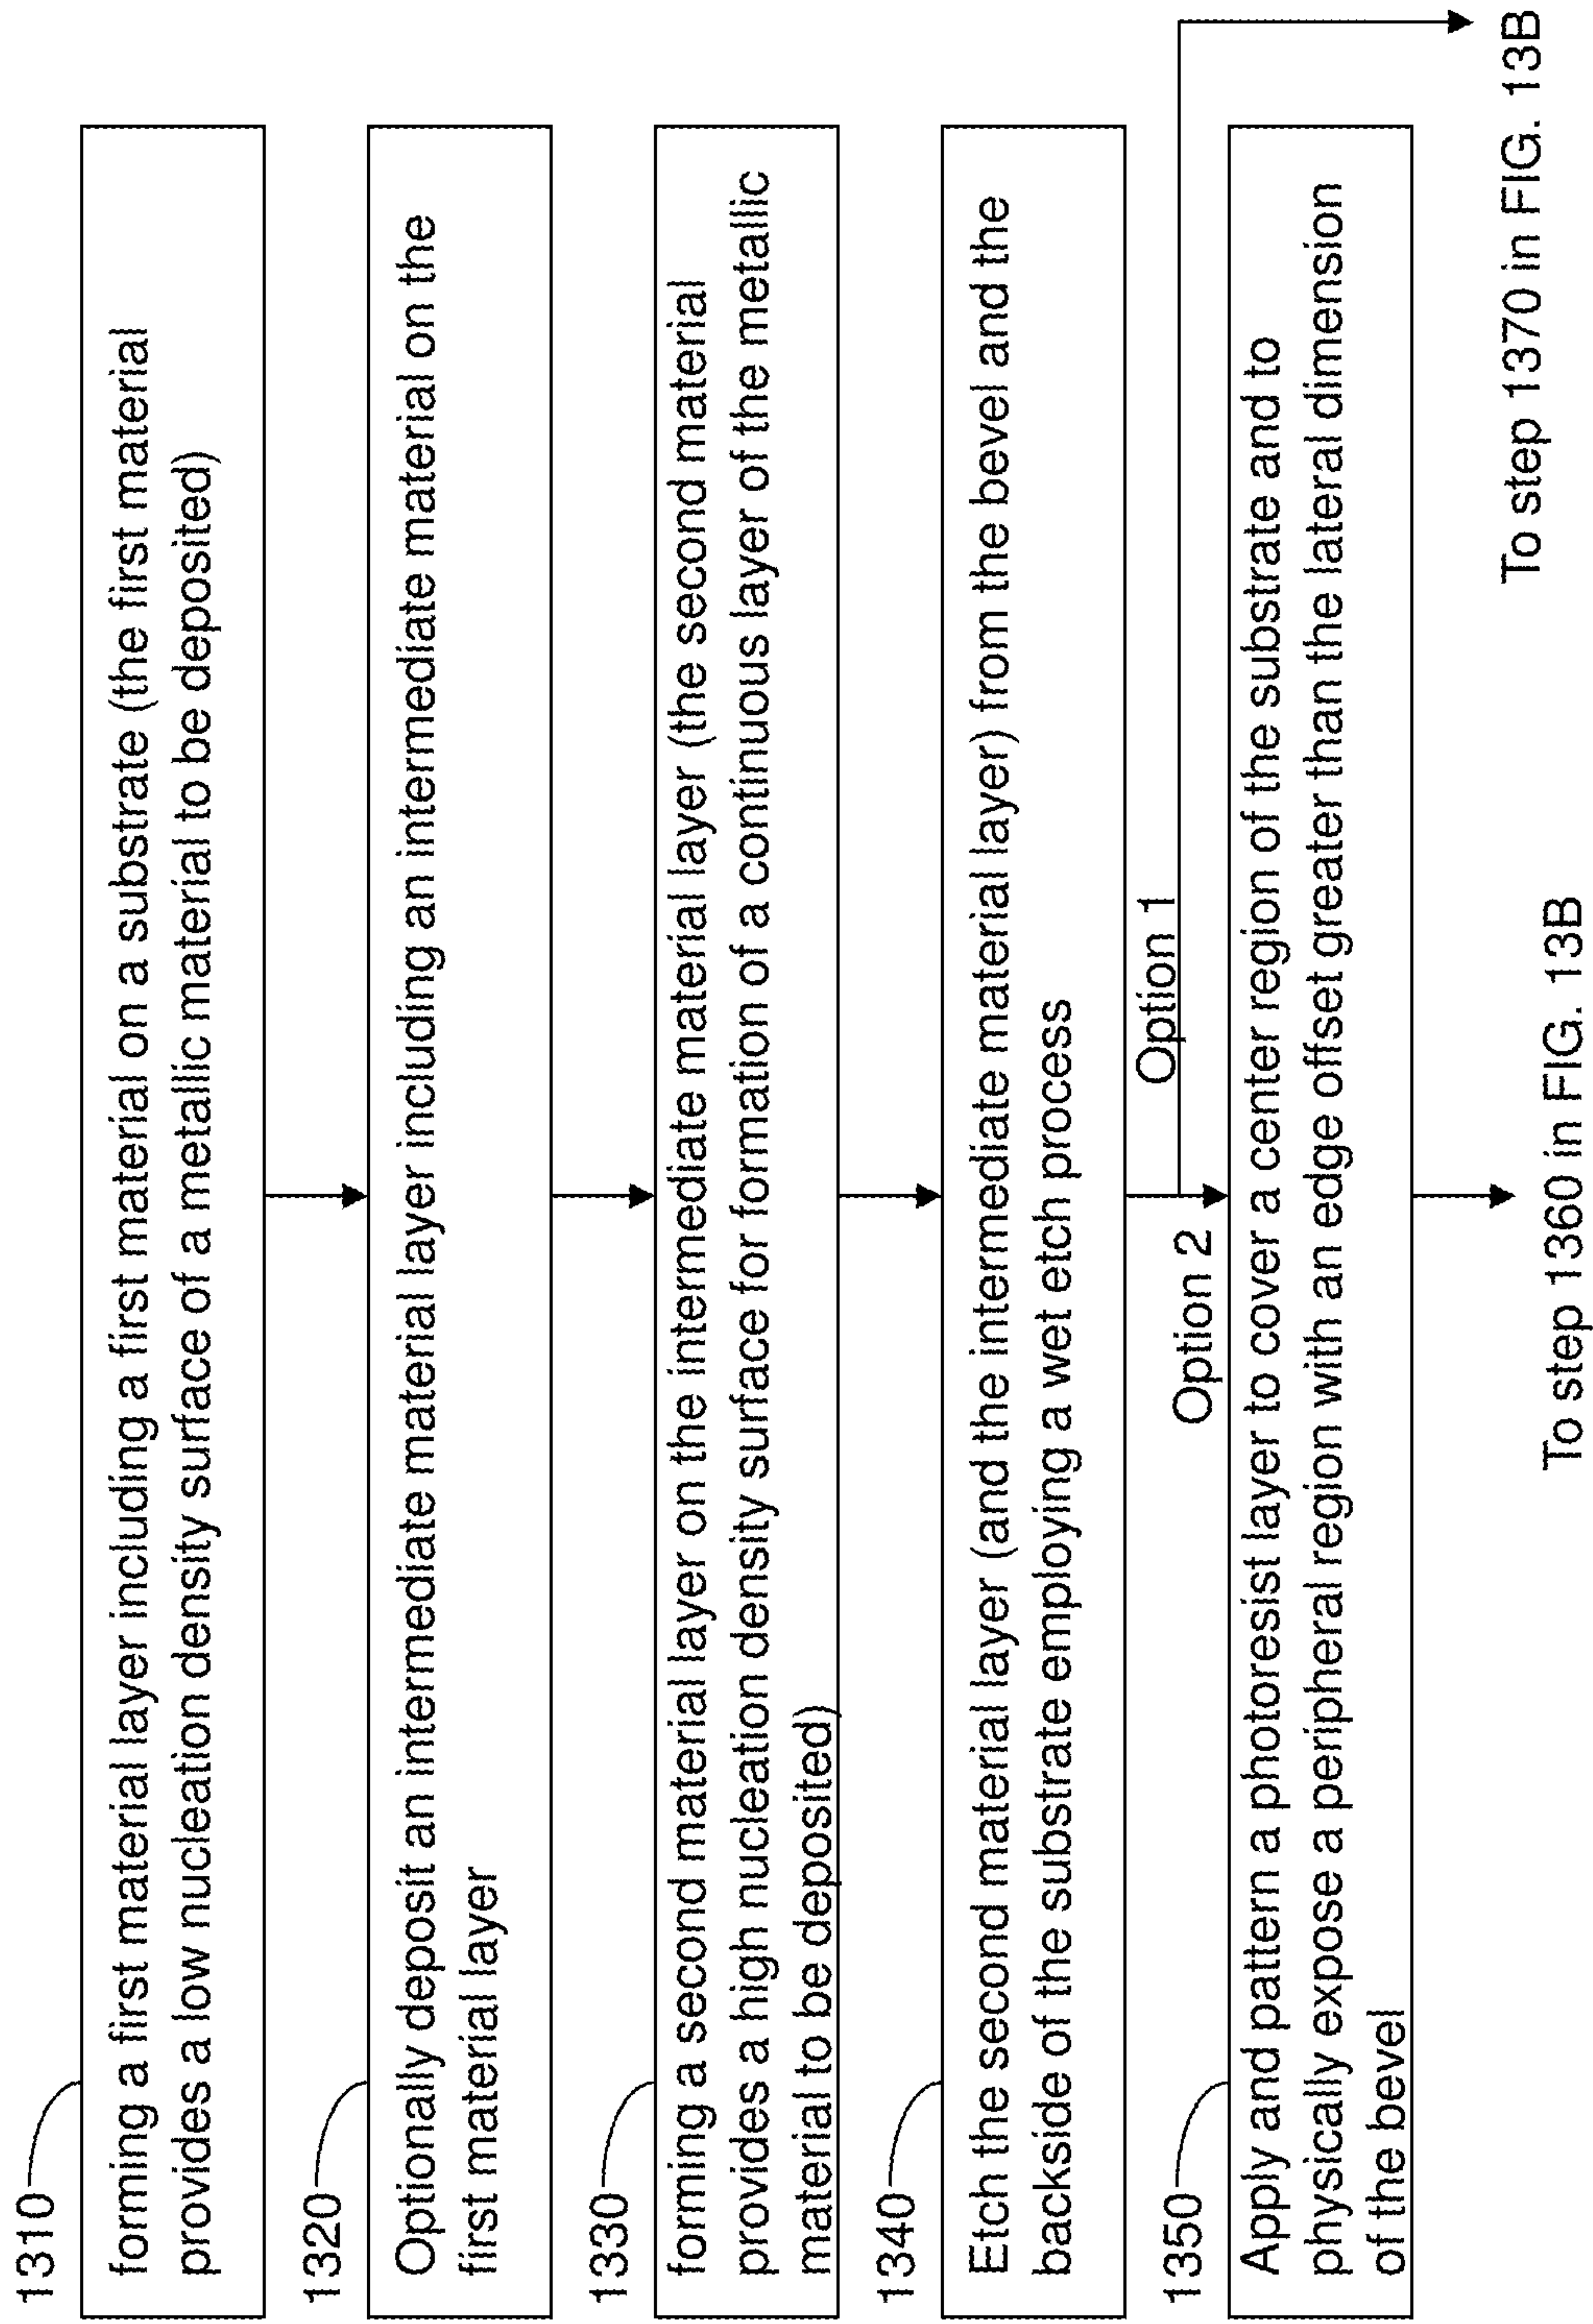 1310
forming a first material layer including a first material on a substrate (the first material
provides a low nucleation density surface of a metallic material to be deposited)
1320
Optionally deposit an intermediate material layer including an intermediate material on the
first material layer
1330
forming a second material layer on the intermediate material layer (the second material
provides a high nucleation density surface for formation of a continuous layer of the metallic
material to be deposited)
1340
Etch the second material layer (and the intermediate material layer) from the bevel and the
backside of the substrate employing a wet etch process
Option 1
Option 2
1350
Apply and pattern a photoresist layer to cover a center region of the substrate and to
physically expose a peripheral region with an edge offset greater than the lateral dimension
of the bevel
To step 1370 in FIG. 13B
To step 1360 in FIG. 13B